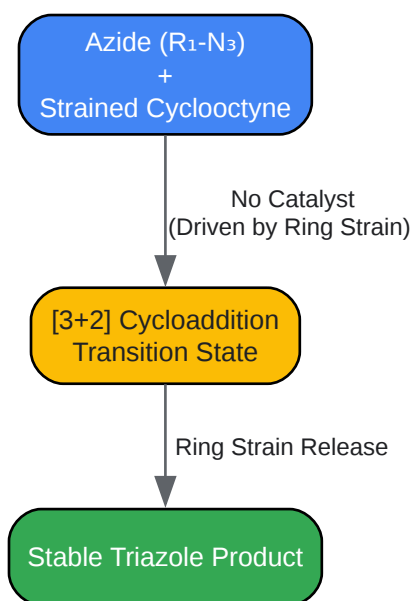 Azide (R₁-N₃)
+
Strained Cyclooctyne
No Catalyst
(Driven by Ring Strain)
[3+2] Cycloaddition
Transition State
Ring Strain Release
Stable Triazole Product